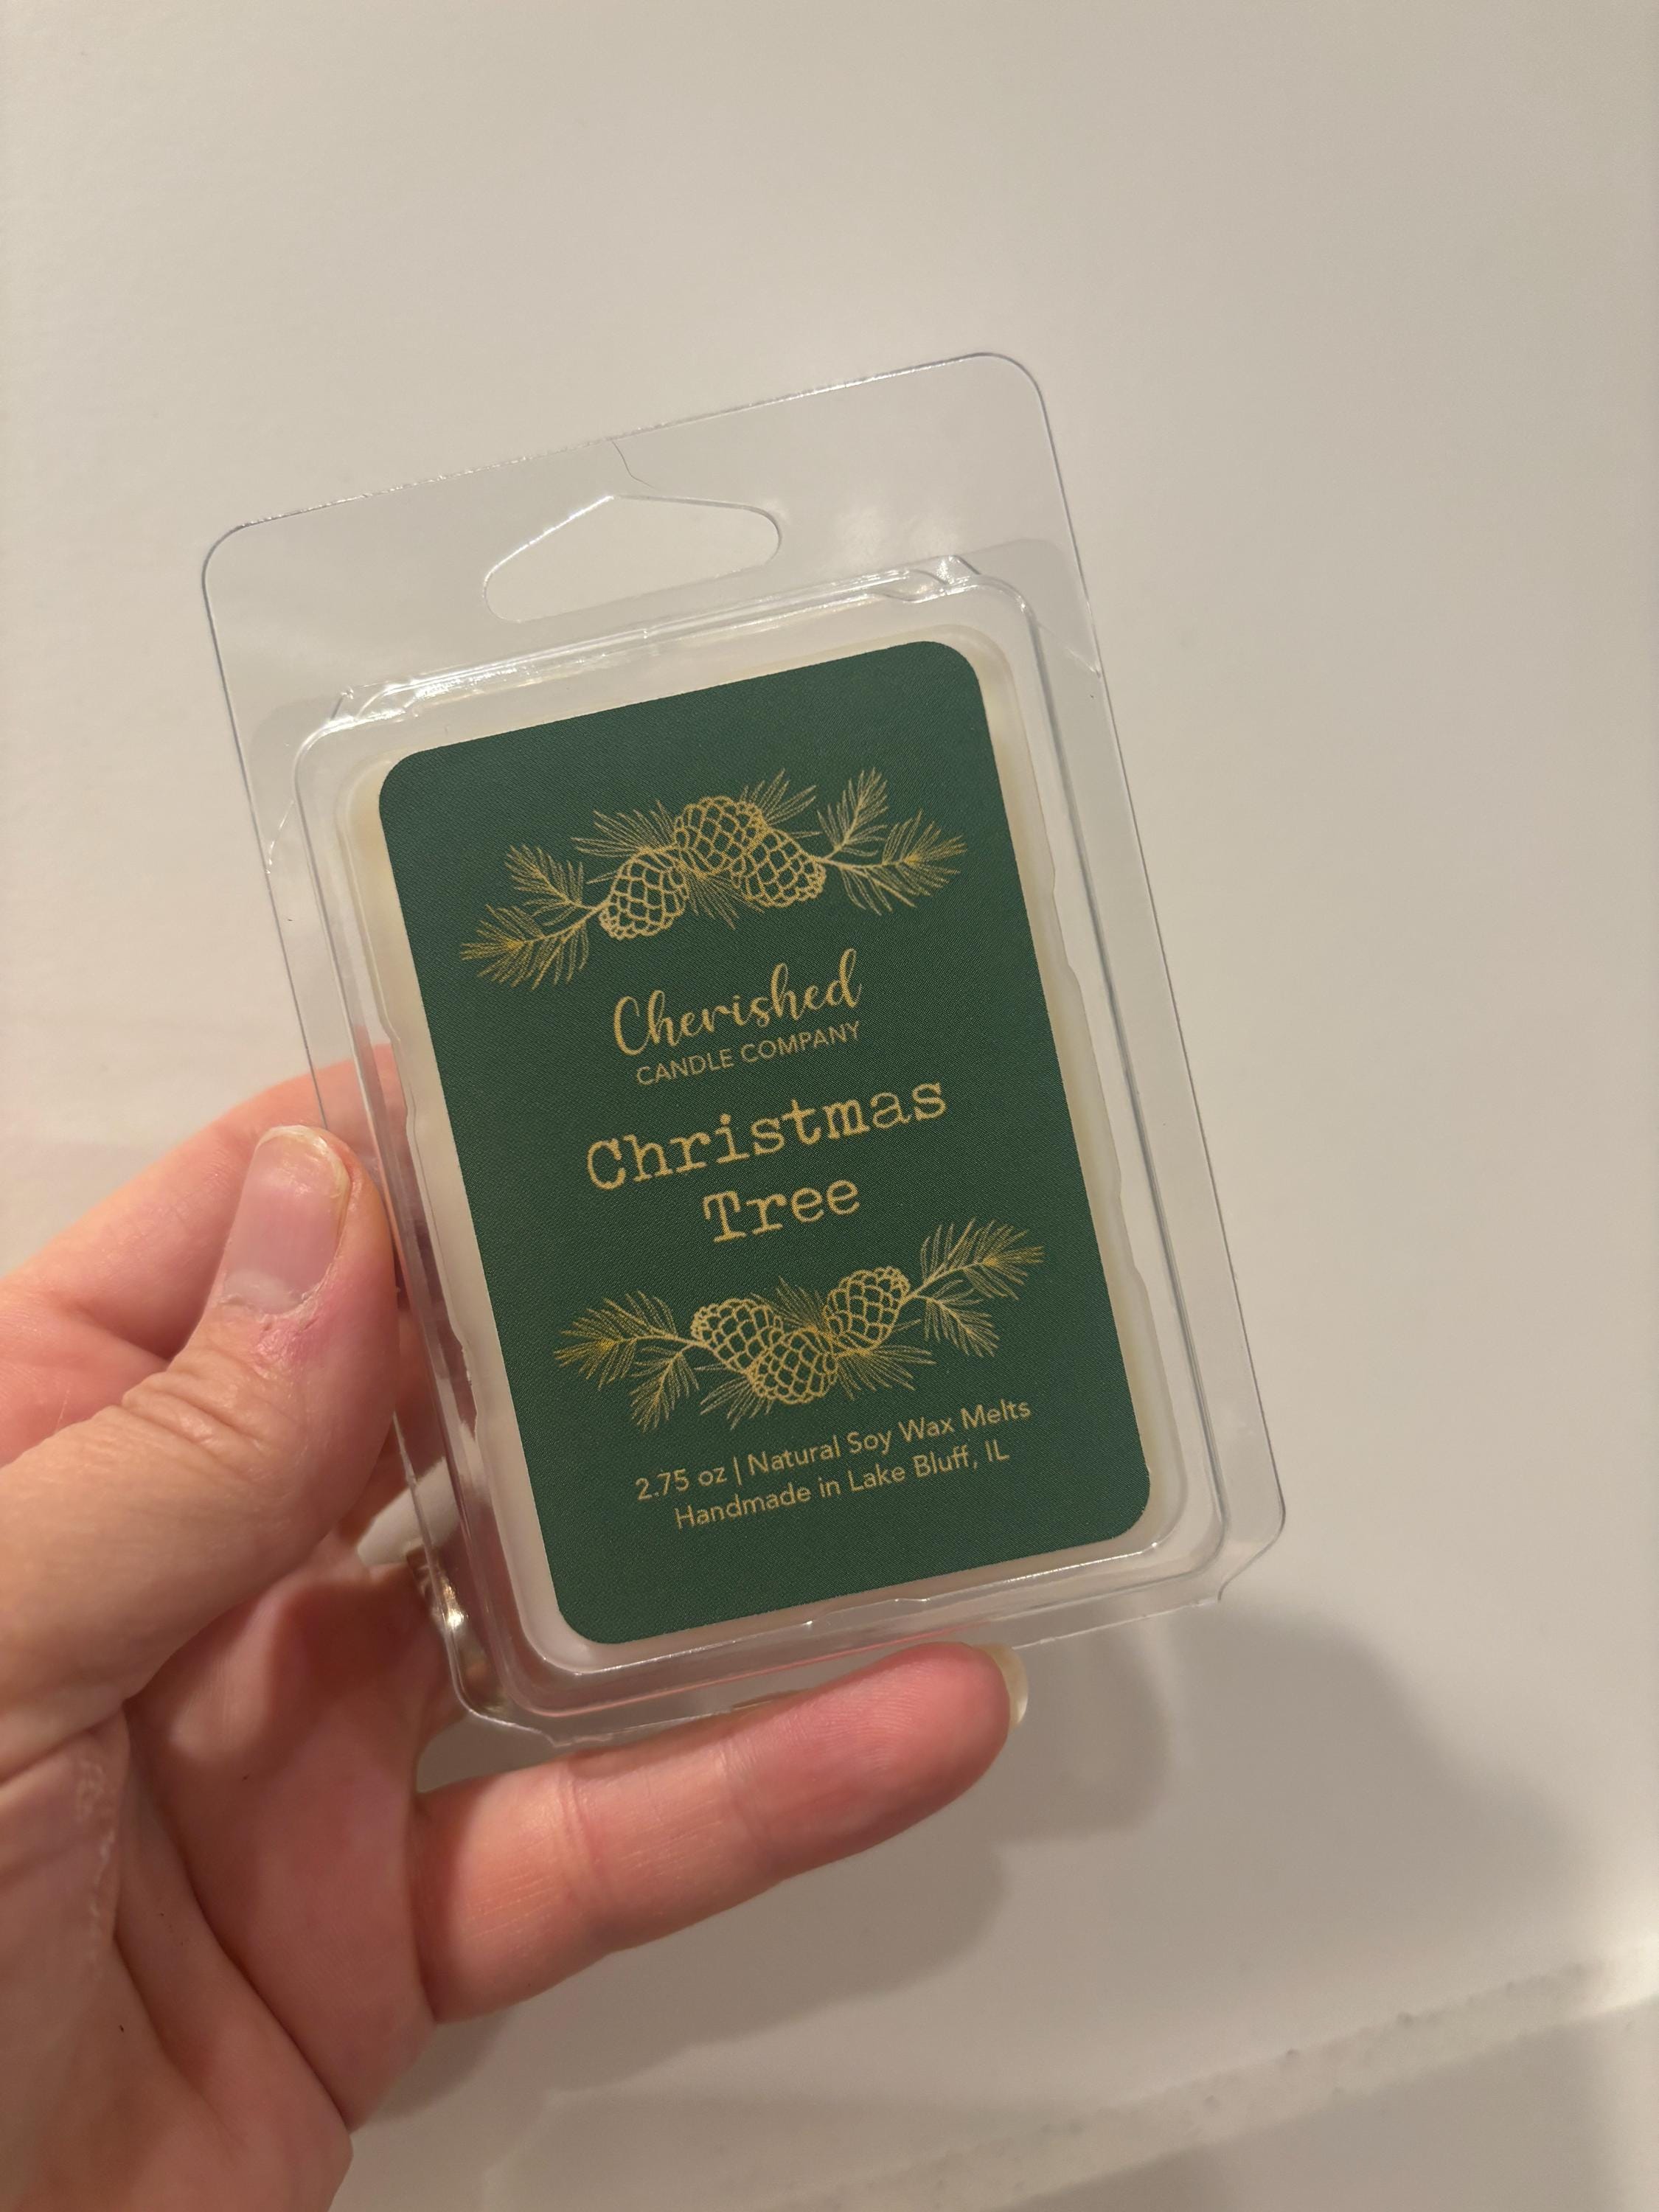 Cherished
CANDLE COMPANY
Christmas
Tree
2.75 oz | Natural Soy Wax Melts
Handmade in Lake Bluff, IL